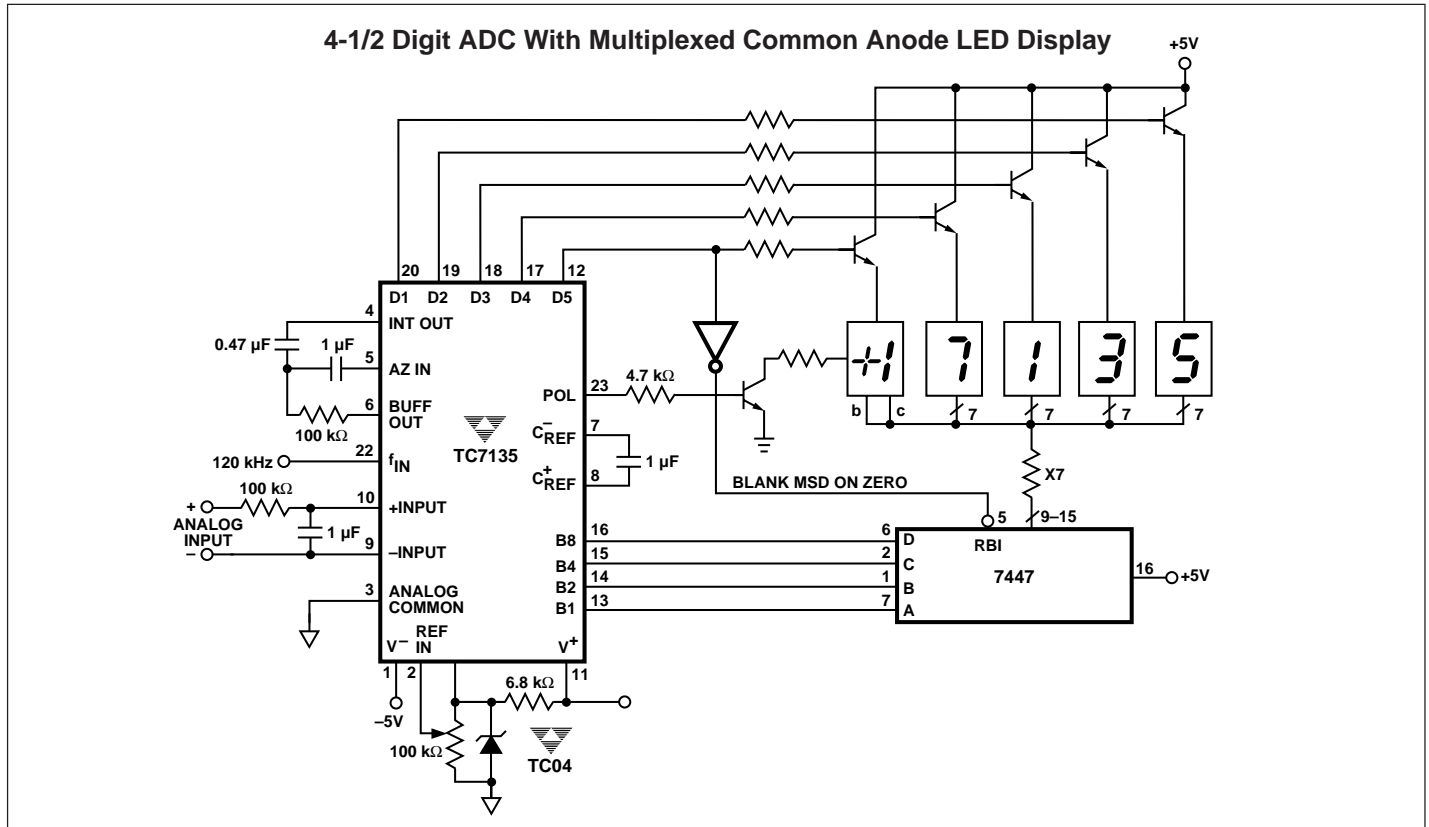 4-1/2 Digit ADC With Multiplexed Common Anode LED Display
+5V
20 19 18 17 12
D1 D2 D3 D4 D5
4
INT OUT
0.47 µF
1 µF
5
AZ IN
6
BUFF
OUT
100 kΩ
22
120 kHz
fIN
100 kΩ
10
+INPUT
+
ANALOG
INPUT
–
1 µF
9
–INPUT
3
ANALOG
COMMON
V–
REF
IN
V+
1 2
11
–5V
6.8 kΩ
100 kΩ
TC04
TC7135
POL
23
4.7 kΩ
C–REF
7
1 µF
C+REF
8
B8
16
B4
15
B2
14
B1
13
+1 7 1 3 5
b c 7 7 7 7
X7
BLANK MSD ON ZERO
5
9–15
6
D
RBI
2
C
7447
1
B
7
A
16
+5V